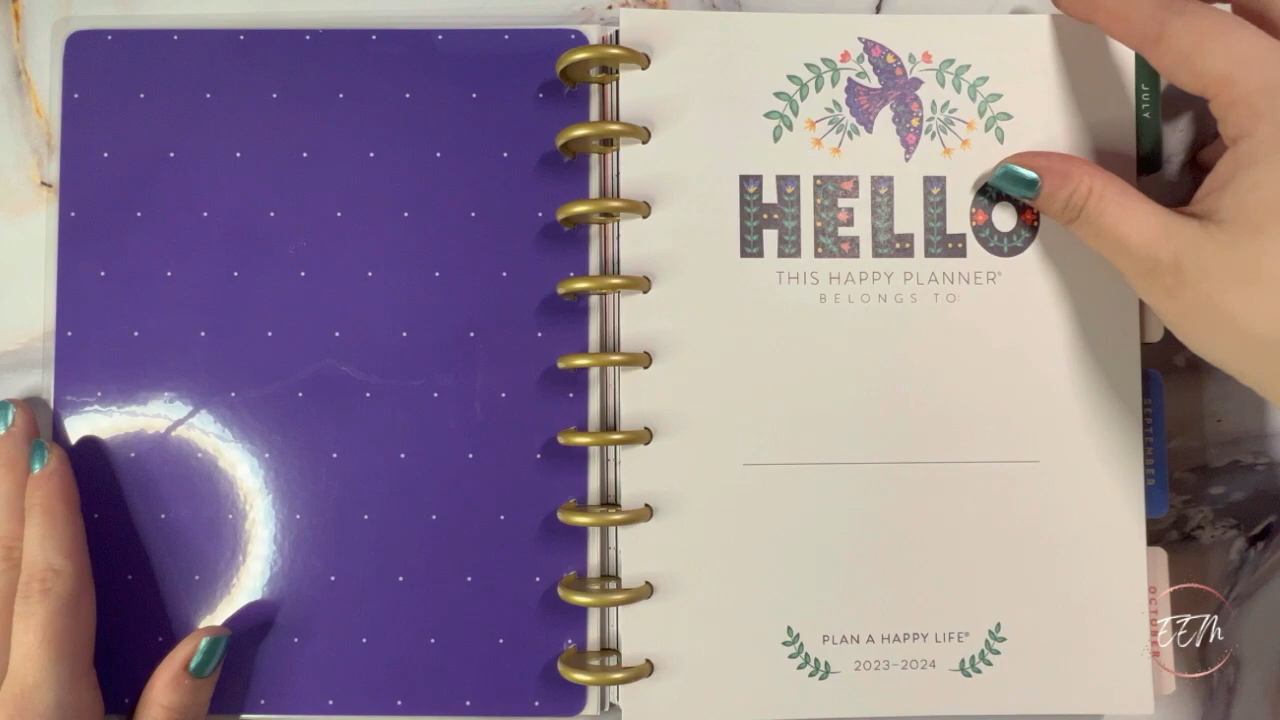 HELLO
THIS HAPPY PLANNER®
BELONGS TO:
PLAN A HAPPY LIFE®
2023–2024
JULY
SEPTEMBER
OCTOBER
EEM